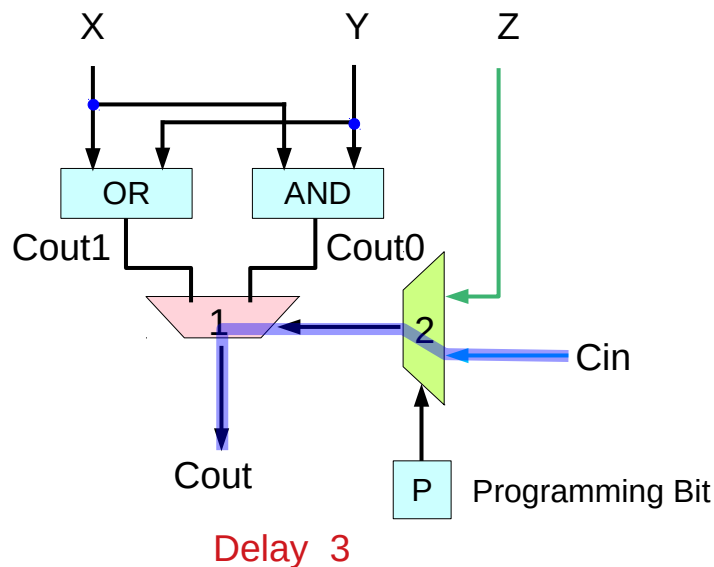 X Y Z
OR AND
Cout1 Cout0
1 2
Cin
Cout
P Programming Bit
Delay 3